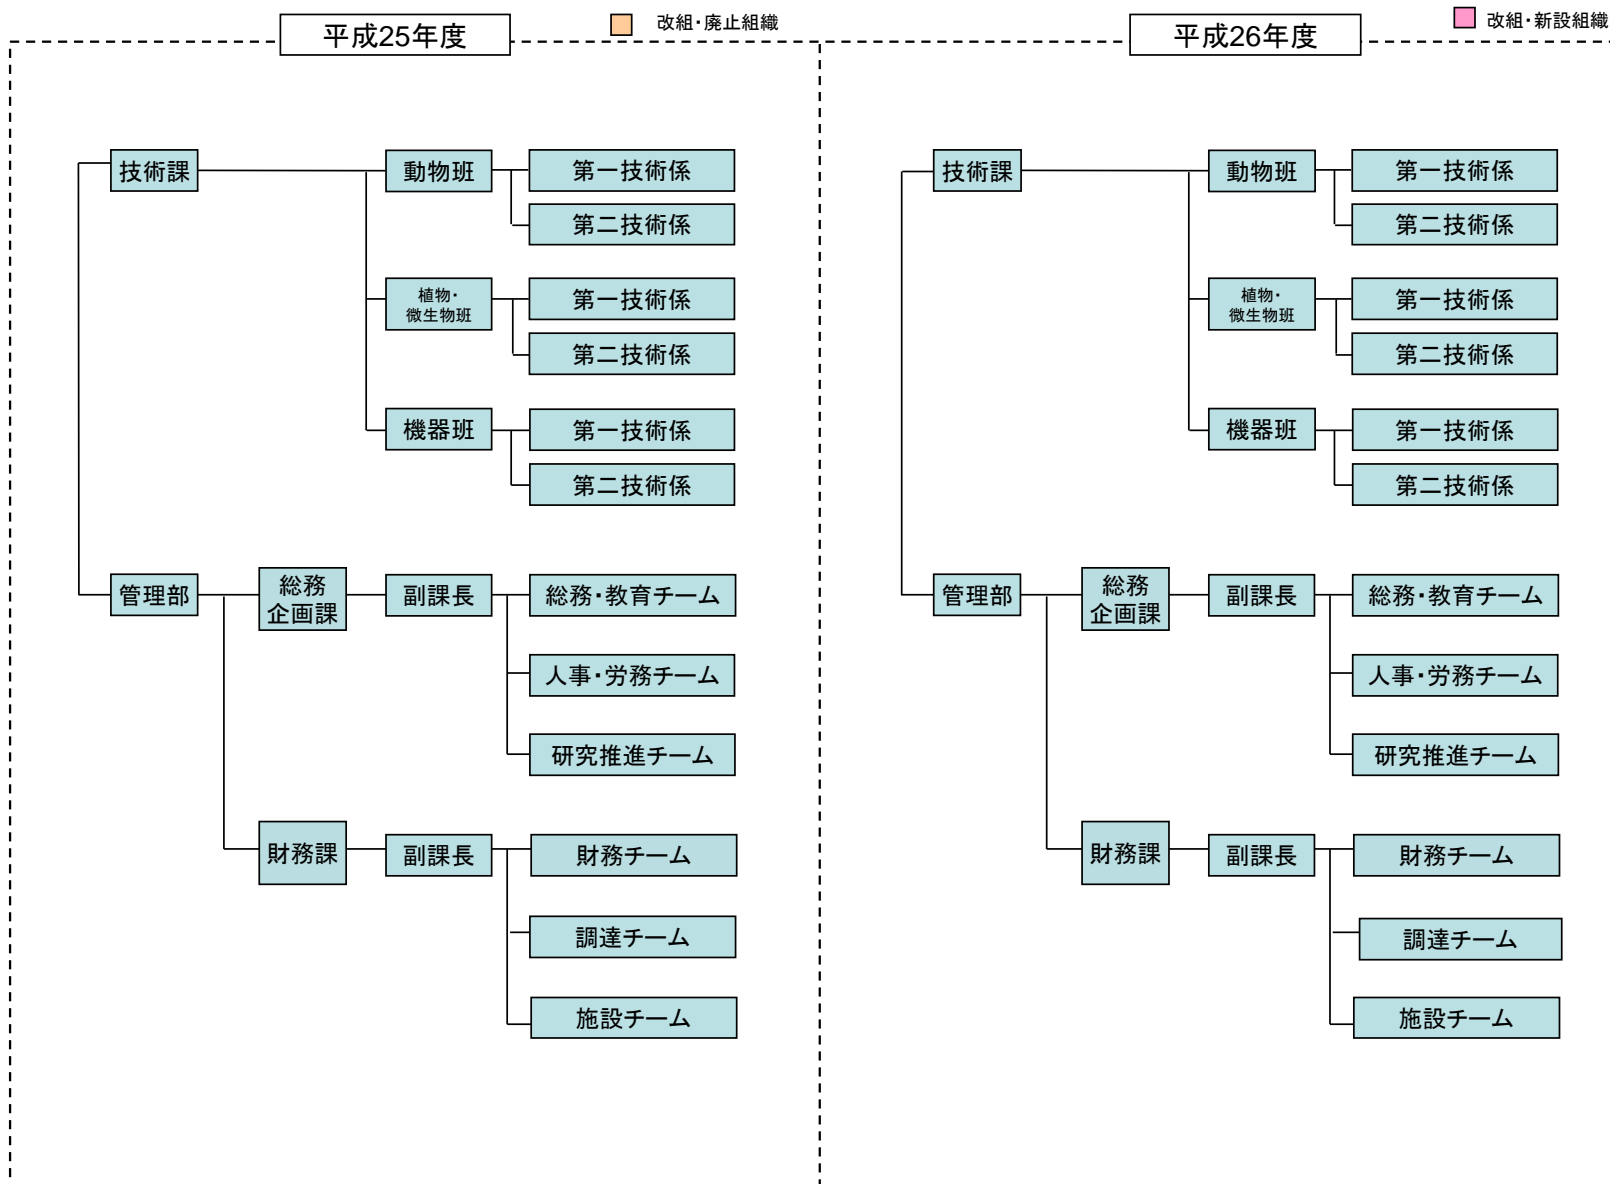 平成25年度
改組・廃止組織
技術課
動物班
第一技術係
第二技術係
植物・
微生物班
第一技術係
第二技術係
機器班
第一技術係
第二技術係
管理部
総務
企画課
副課長
総務・教育チーム
人事・労務チーム
研究推進チーム
財務課
副課長
財務チーム
調達チーム
施設チーム
平成26年度
改組・新設組織
技術課
動物班
第一技術係
第二技術係
植物・
微生物班
第一技術係
第二技術係
機器班
第一技術係
第二技術係
管理部
総務
企画課
副課長
総務・教育チーム
人事・労務チーム
研究推進チーム
財務課
副課長
財務チーム
調達チーム
施設チーム